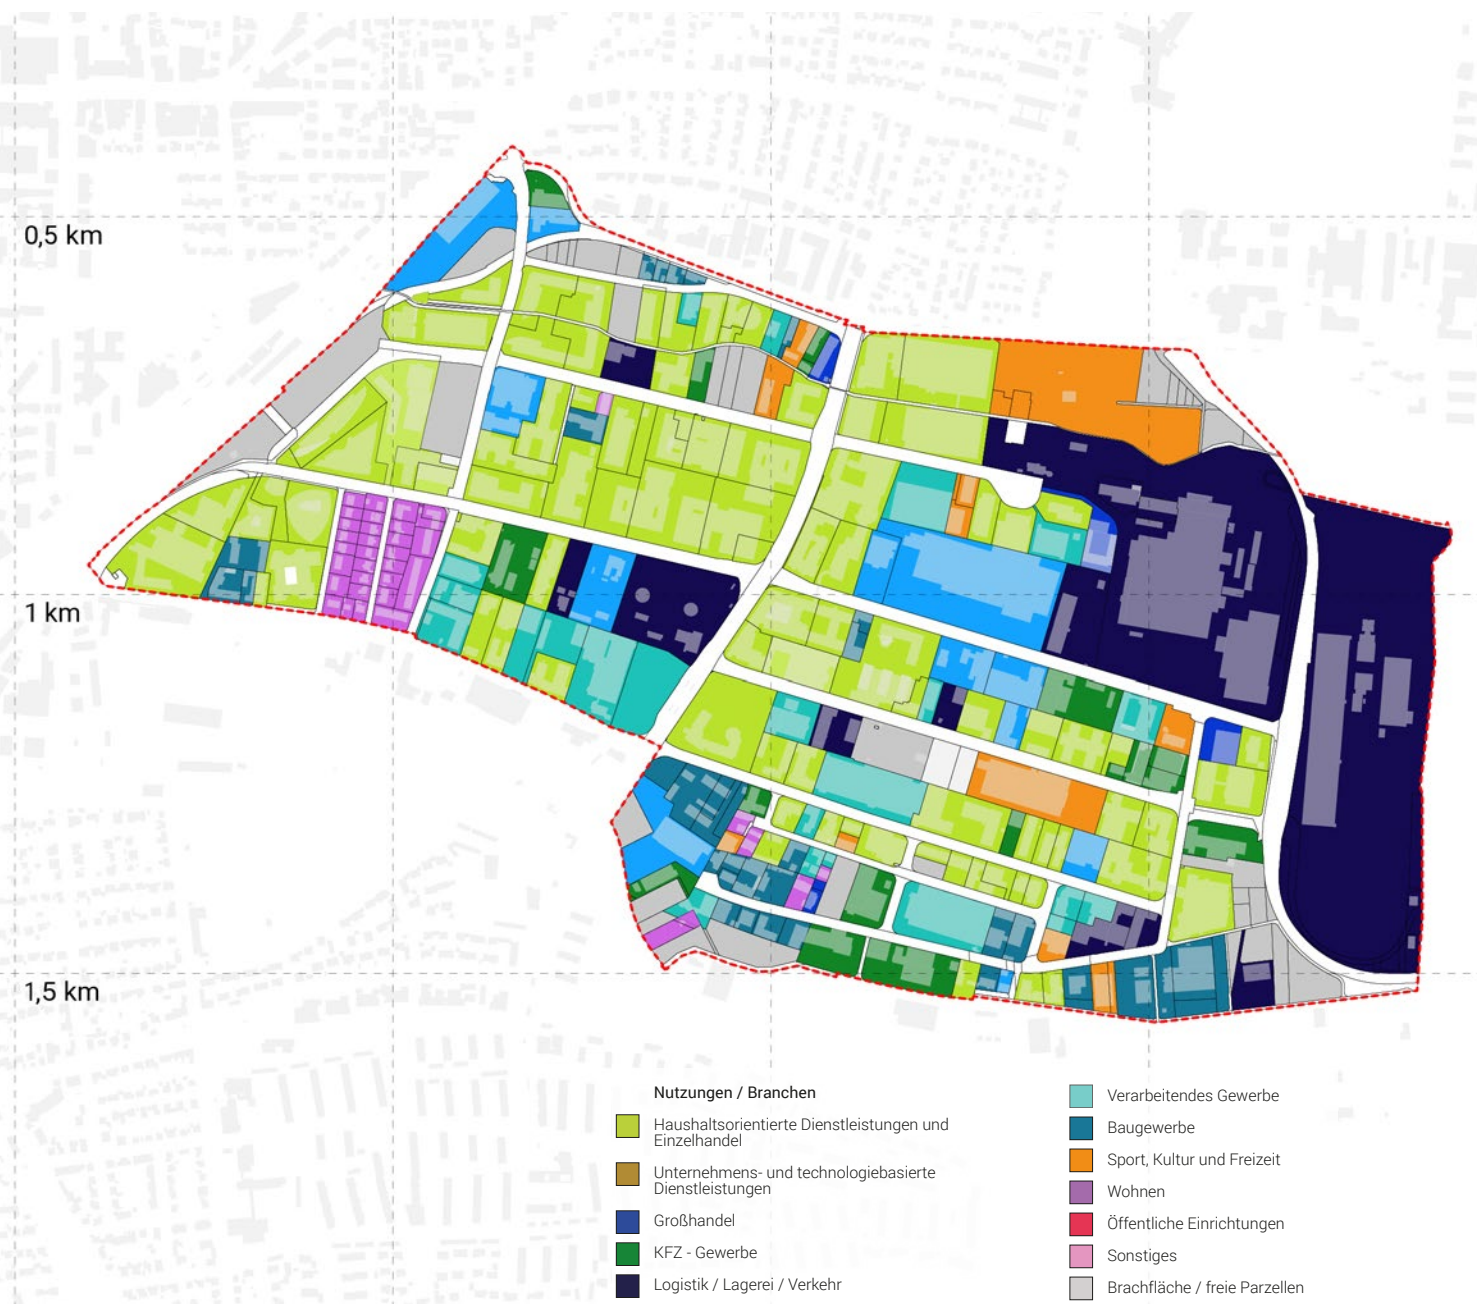 0,5 km
1 km
1,5 km
Nutzungen / Branchen
Haushaltsorientierte Dienstleistungen und
Einzelhandel
Unternehmens- und technologiebasierte
Dienstleistungen
Großhandel
KFZ - Gewerbe
Logistik / Lagerei / Verkehr
Verarbeitendes Gewerbe
Baugewerbe
Sport, Kultur und Freizeit
Wohnen
Öffentliche Einrichtungen
Sonstiges
Brachfläche / freie Parzellen